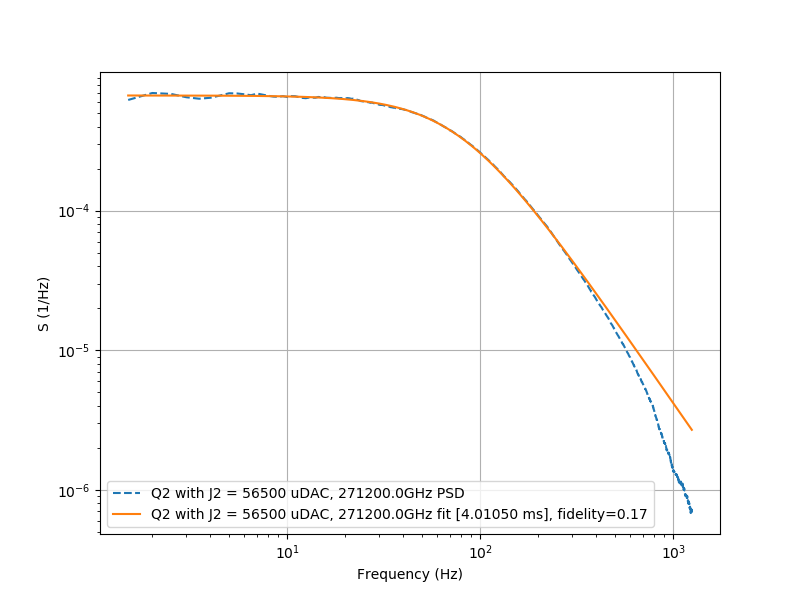 S (1/Hz)
10⁻⁴
10⁻⁵
10⁻⁶
Q2 with J2 = 56500 uDAC, 271200.0GHz PSD
Q2 with J2 = 56500 uDAC, 271200.0GHz fit [4.01050 ms], fidelity=0.17
10¹ 10² 10³
Frequency (Hz)